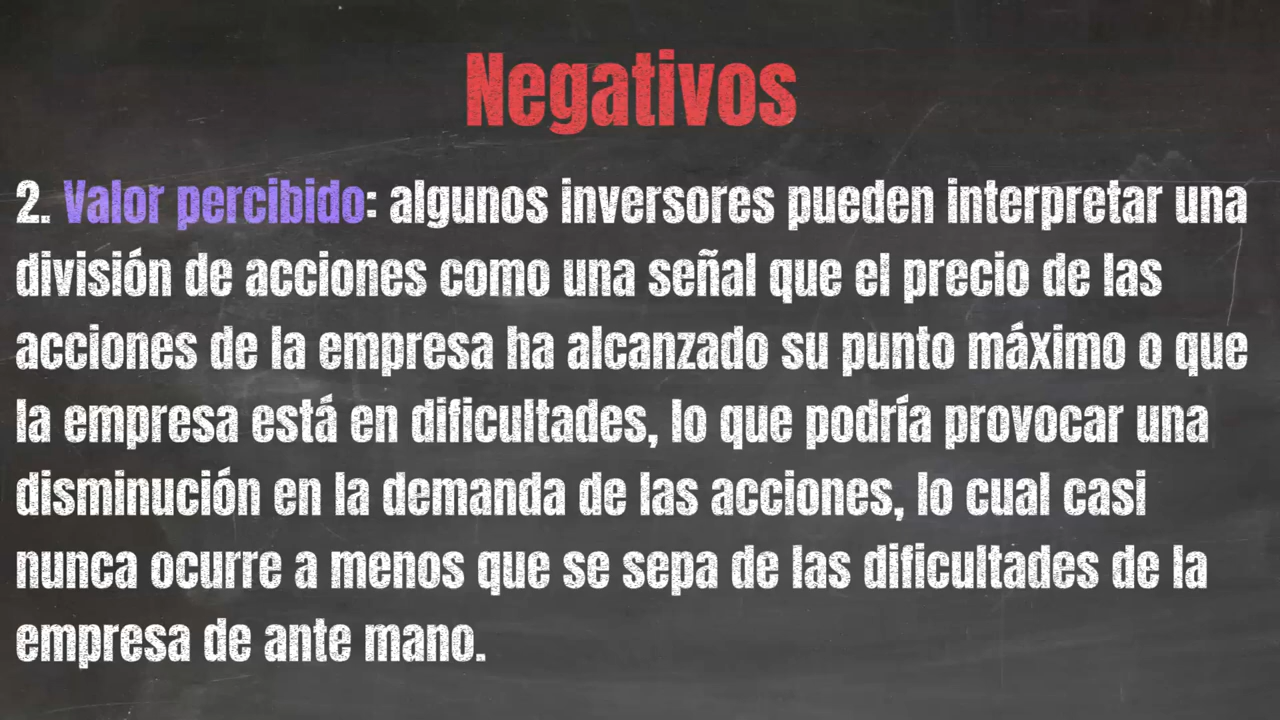 Negativos
2. Valor percibido: algunos inversores pueden interpretar una
división de acciones como una señal que el precio de las
acciones de la empresa ha alcanzado su punto máximo o que
la empresa está en dificultades, lo que podría provocar una
disminución en la demanda de las acciones, lo cual casi
nunca ocurre a menos que se sepa de las dificultades de la
empresa de ante mano.